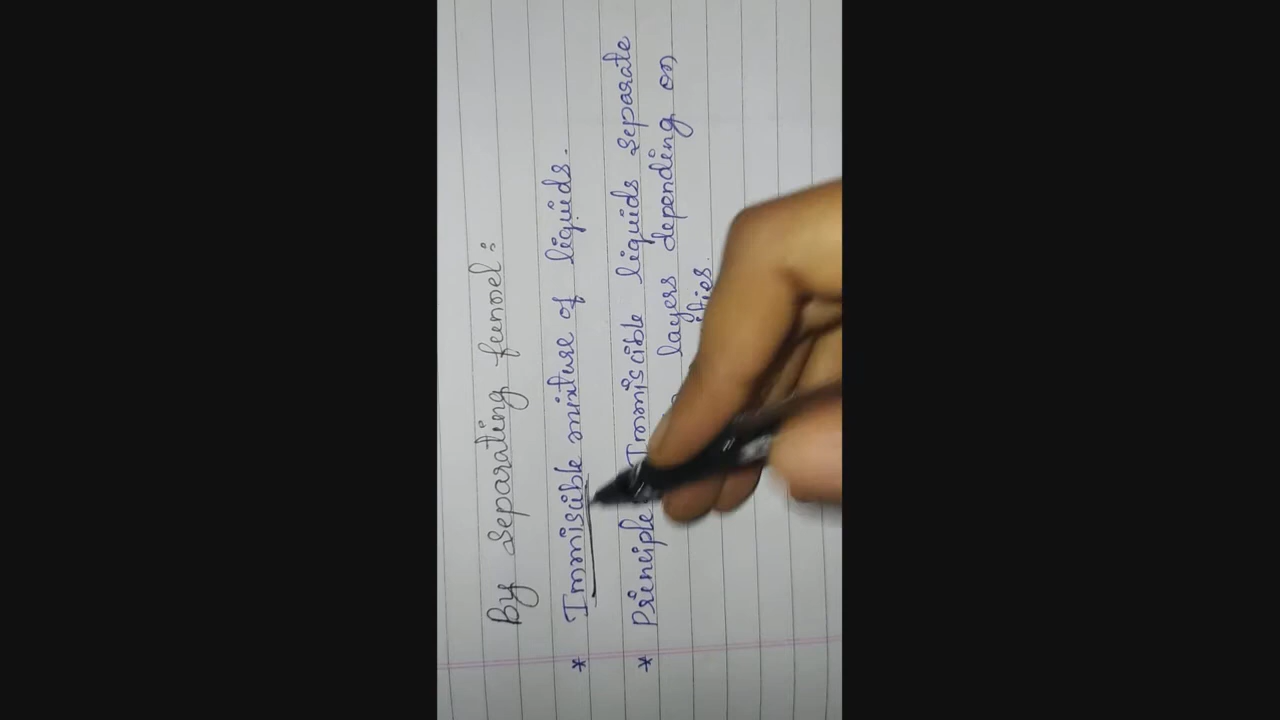 By separating funnel:
* Immiscible mixture of liquids.
* Principle Immiscible liquids separate
layers depending on